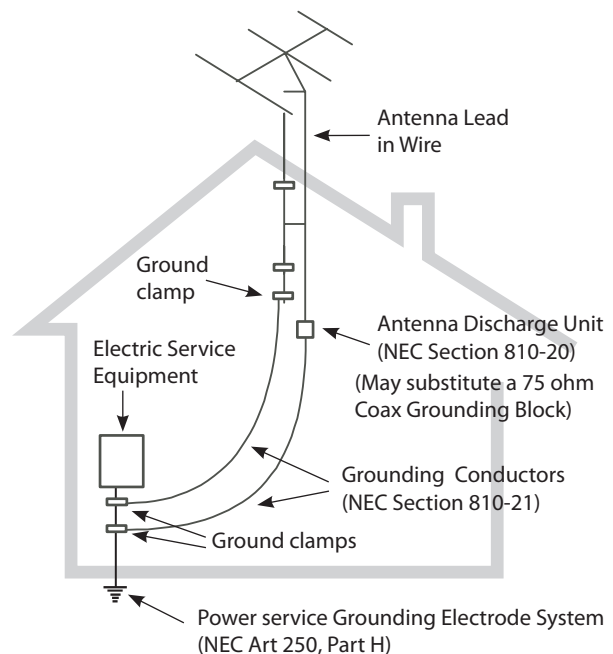 Antenna Lead
in Wire
Ground
clamp
Antenna Discharge Unit
(NEC Section 810-20)
(May substitute a 75 ohm
Coax Grounding Block)
Electric Service
Equipment
Grounding Conductors
(NEC Section 810-21)
Ground clamps
Power service Grounding Electrode System
(NEC Art 250, Part H)